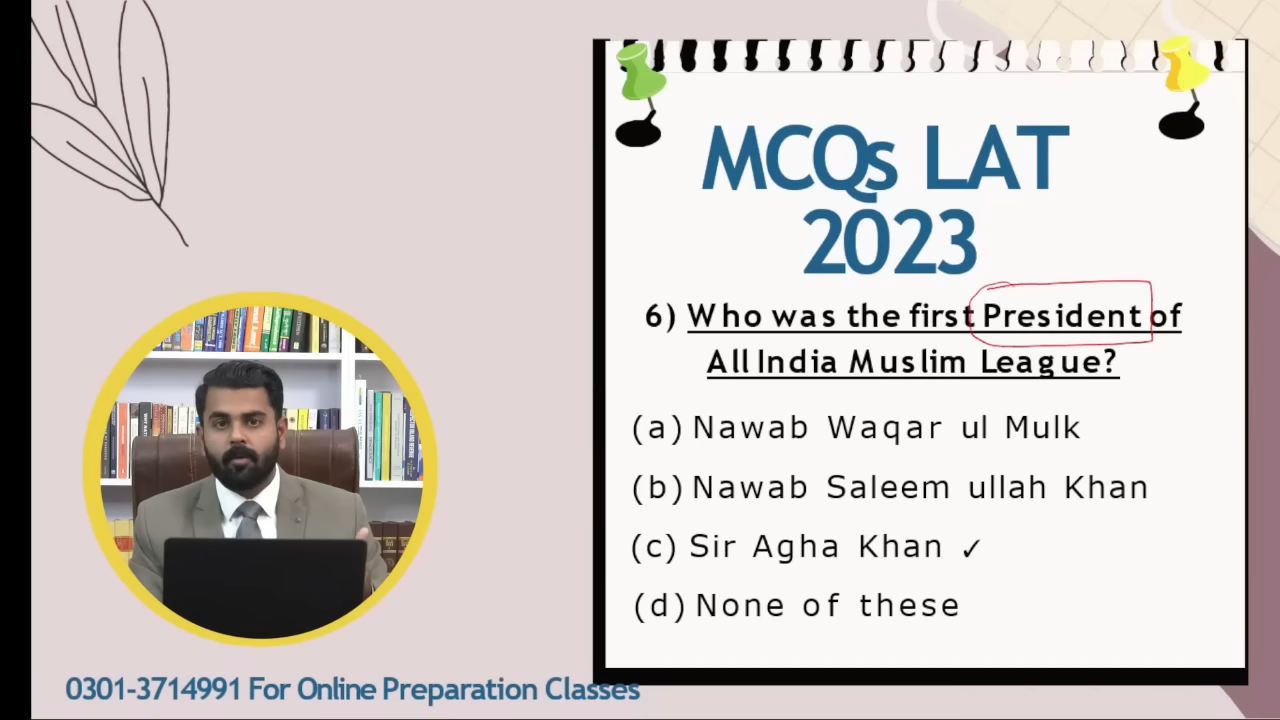 MCQs LAT
2023
6) Who was the first President of
All India Muslim League?
(a) Nawab Waqar ul Mulk
(b) Nawab Saleem ullah Khan
(c) Sir Agha Khan ✓
(d) None of these
0301-3714991 For Online Preparation Classes